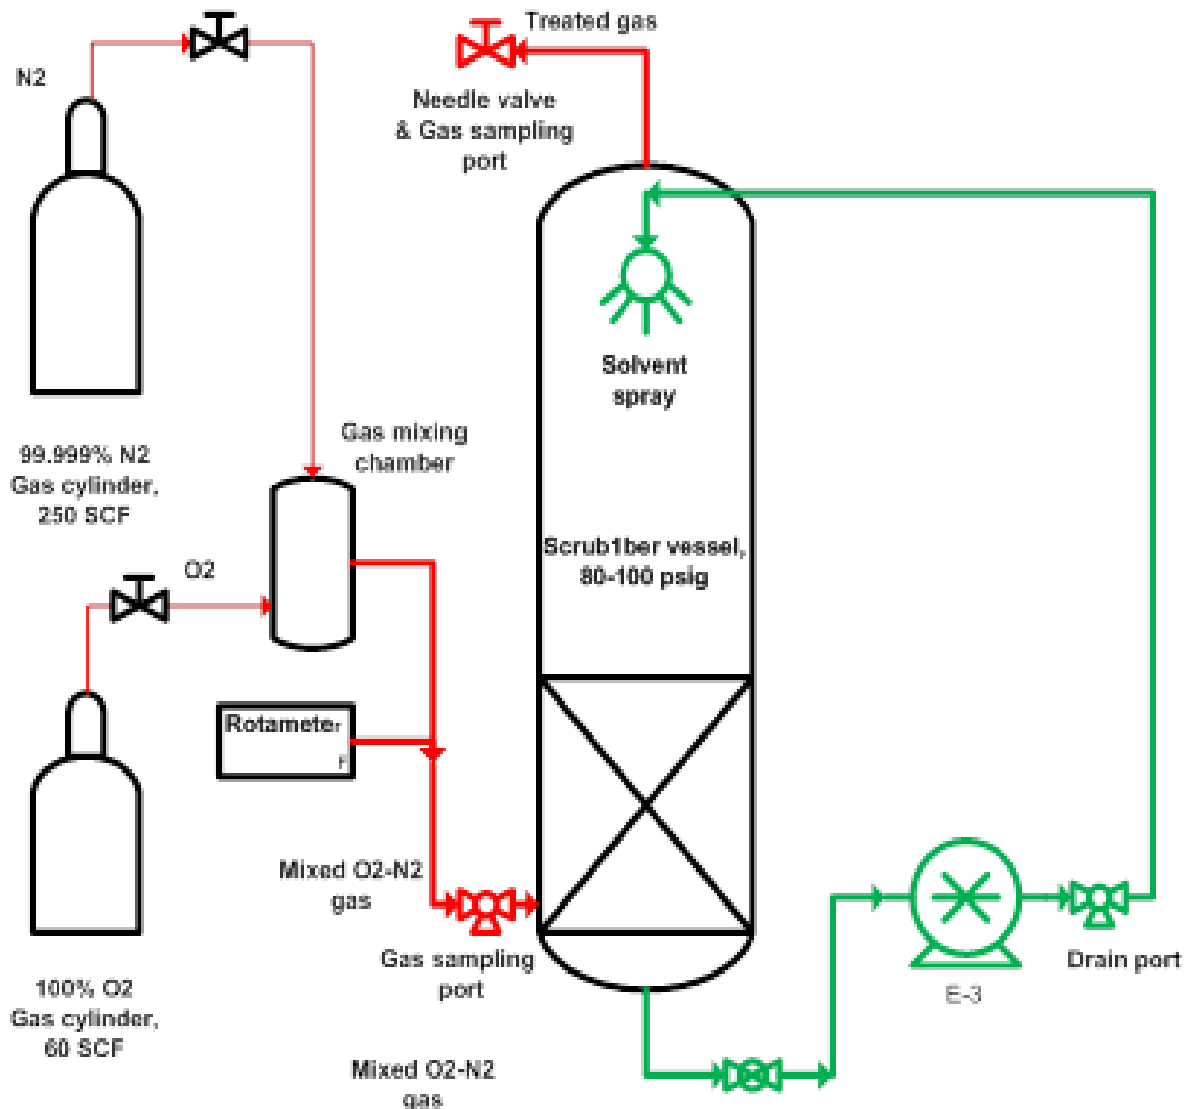 Treated gas
N2
Needle valve
& Gas sampling
port
Solvent
spray
99.999% N2
Gas cylinder,
250 SCF
Gas mixing
chamber
Scrub1ber vessel,
80-100 psig
O2
Rotameter
F
Mixed O2-N2
gas
Gas sampling
port
Drain port
E-3
100% O2
Gas cylinder,
60 SCF
Mixed O2-N2
gas